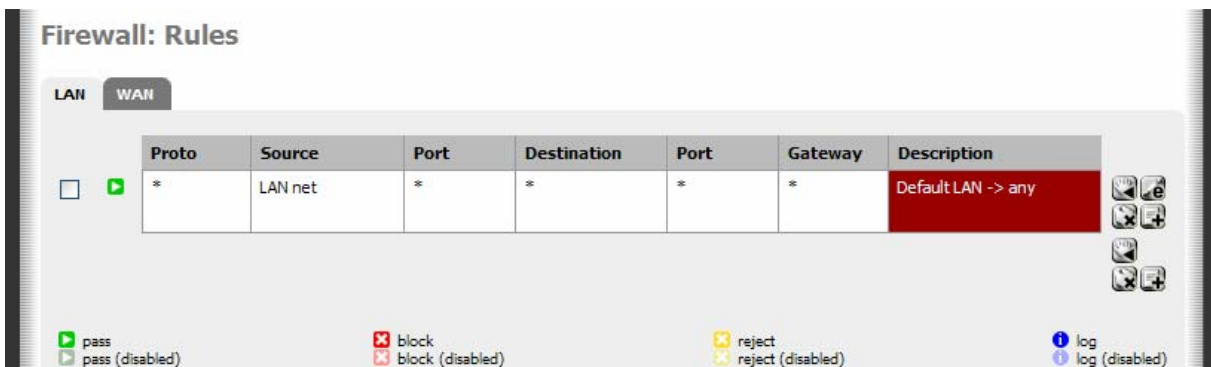 Firewall: Rules
LAN WAN
Proto Source Port Destination Port Gateway Description
* LAN net * * * * Default LAN -> any
pass block reject log
pass (disabled) block (disabled) reject (disabled) log (disabled)